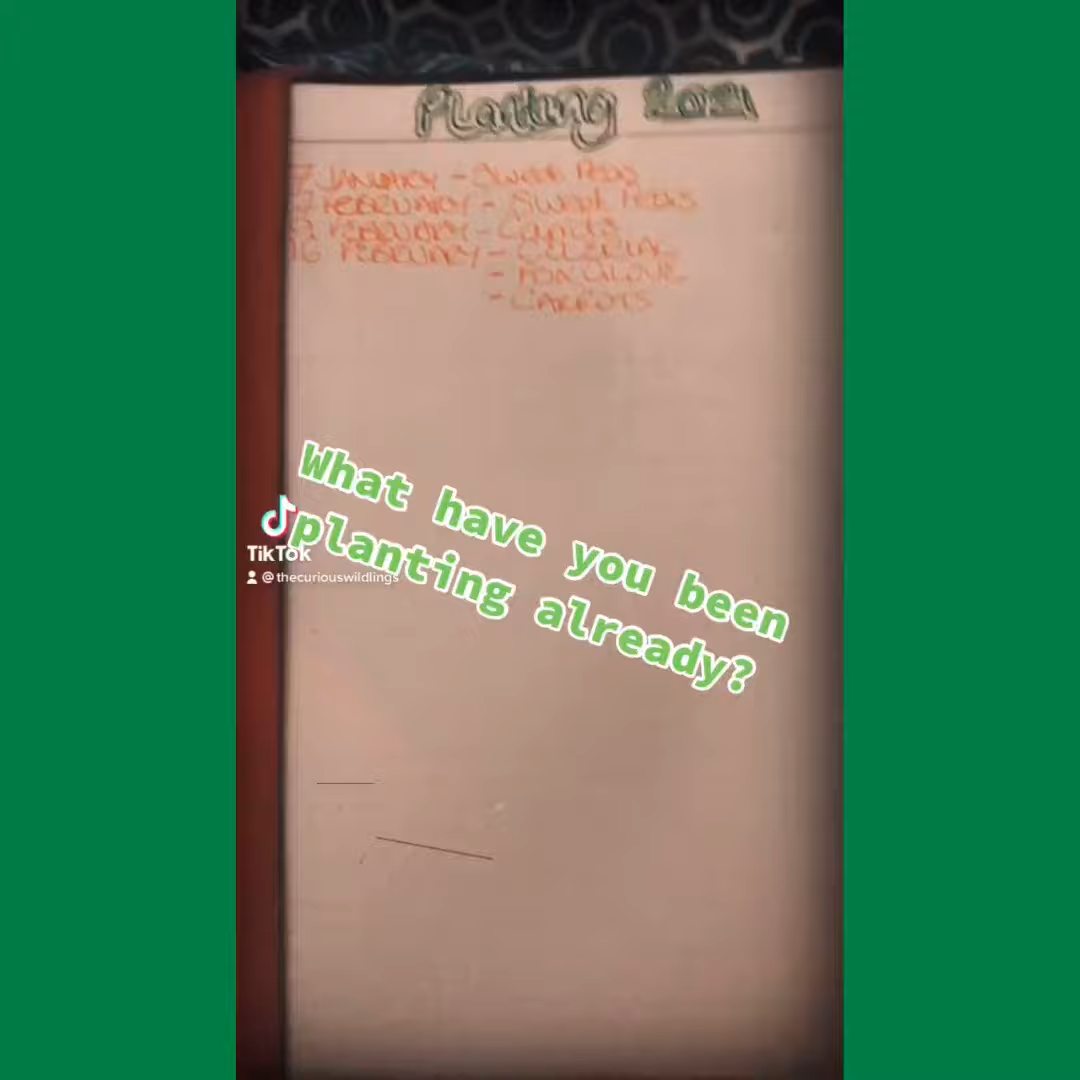 Planting 2021
7 JANUARY - Sweet Peas
FEBRUARY - Sweet Peas
FEBRUARY -
16 FEBRUARY - CELERIAC
-
- CARROTS
What have you been
planting already?
TikTok
@thecuriouswildlings